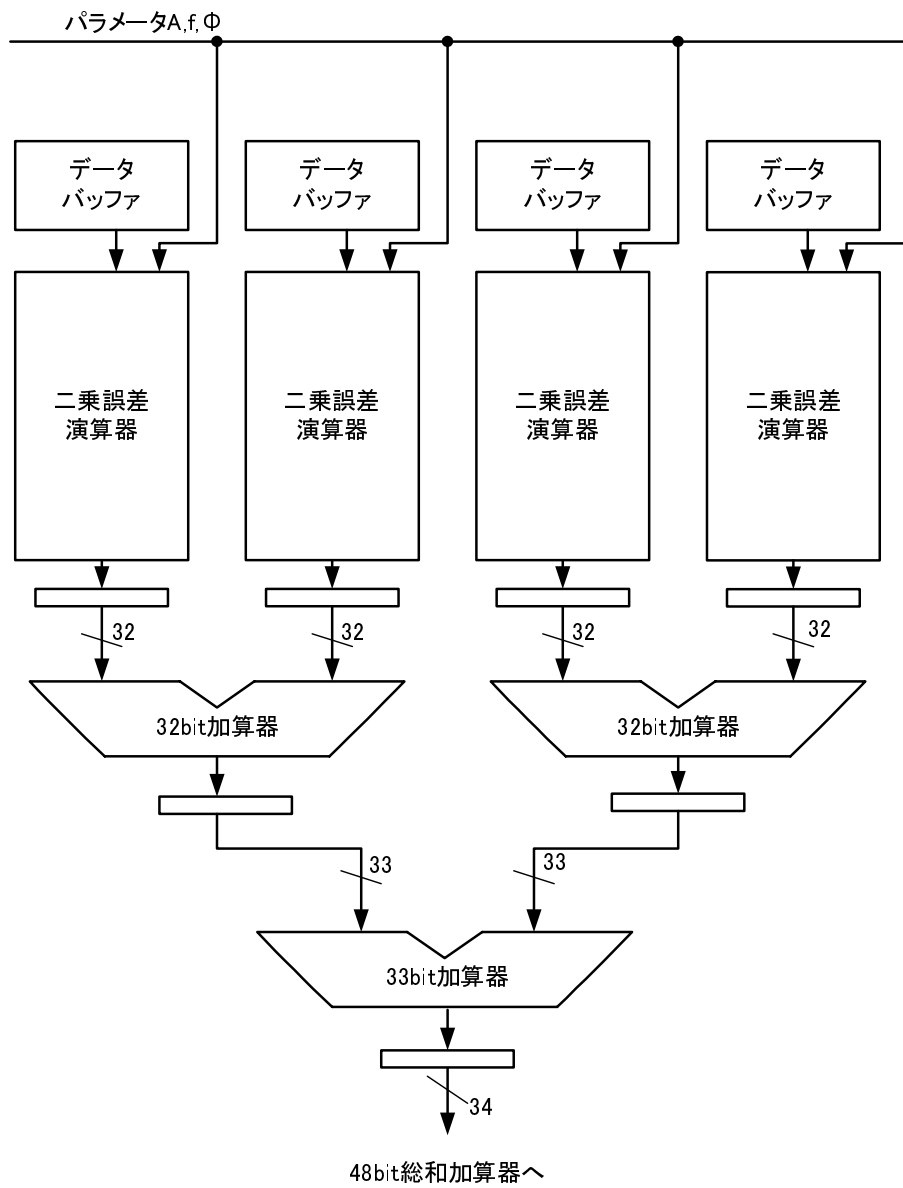 パラメータA,f,Φ
データ
バッファ
データ
バッファ
データ
バッファ
データ
バッファ
二乗誤差
演算器
二乗誤差
演算器
二乗誤差
演算器
二乗誤差
演算器
32
32
32
32
32bit加算器
32bit加算器
33
33
33bit加算器
34
48bit総和加算器へ